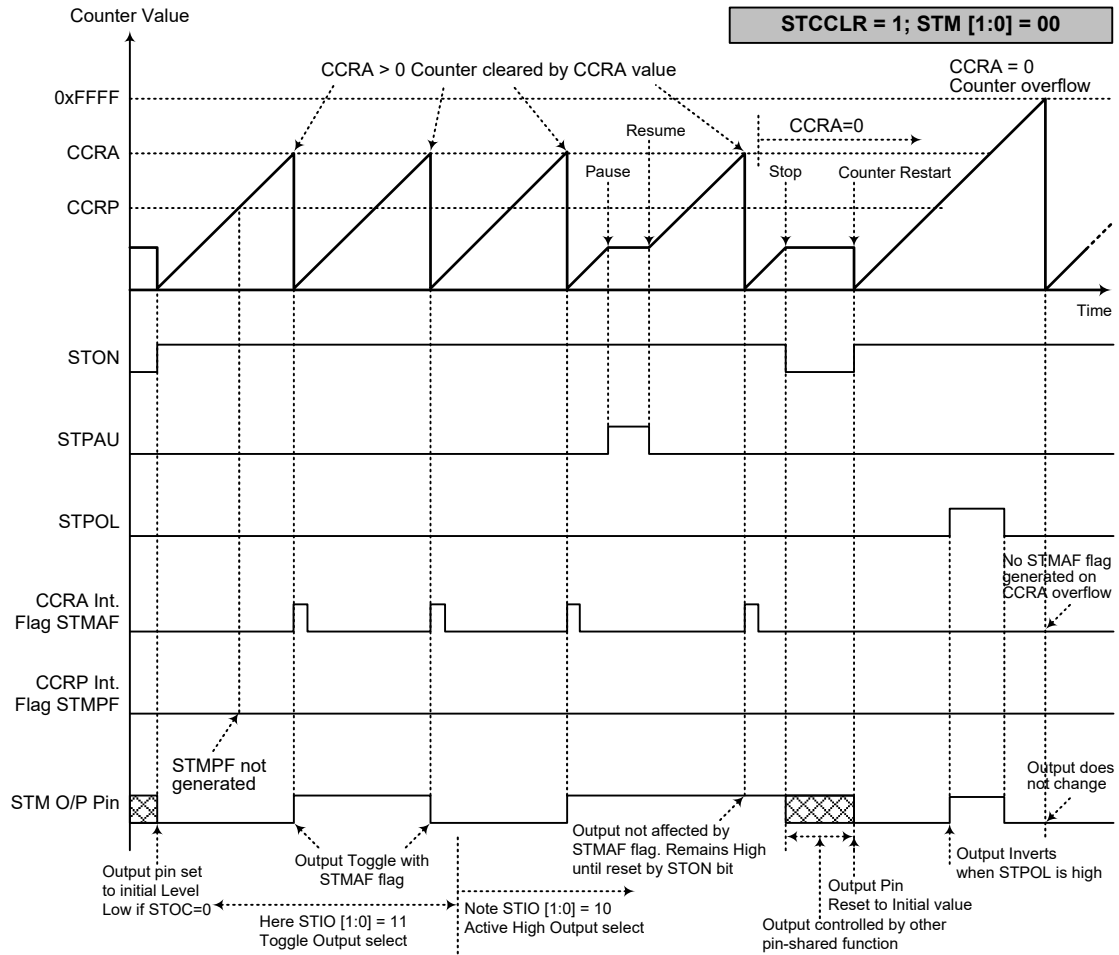 Counter Value
STCCLR = 1; STM [1:0] = 00
CCRA > 0 Counter cleared by CCRA value
CCRA = 0
Counter overflow
0xFFFF
CCRA=0
Resume
CCRA
Pause
Stop
Counter Restart
CCRP
Time
STON
STPAU
STPOL
No STMAF flag
generated on
CCRA overflow
CCRA Int.
Flag STMAF
CCRP Int.
Flag STMPF
STMPF not
generated
Output does
not change
STM O/P Pin
Output pin set
to initial Level
Low if STOC=0
Output Toggle with
STMAF flag
Output not affected by
STMAF flag. Remains High
until reset by STON bit
Output Inverts
when STPOL is high
Output Pin
Reset to Initial value
Here STIO [1:0] = 11
Toggle Output select
Note STIO [1:0] = 10
Active High Output select
Output controlled by other
pin-shared function